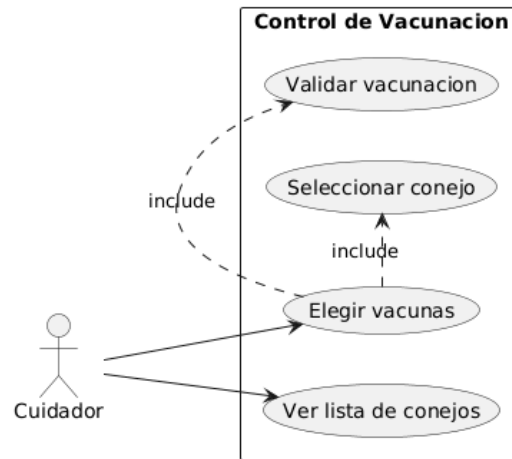 Control de Vacunacion
Validar vacunacion
Seleccionar conejo
include
include
Elegir vacunas
Cuidador
Ver lista de conejos